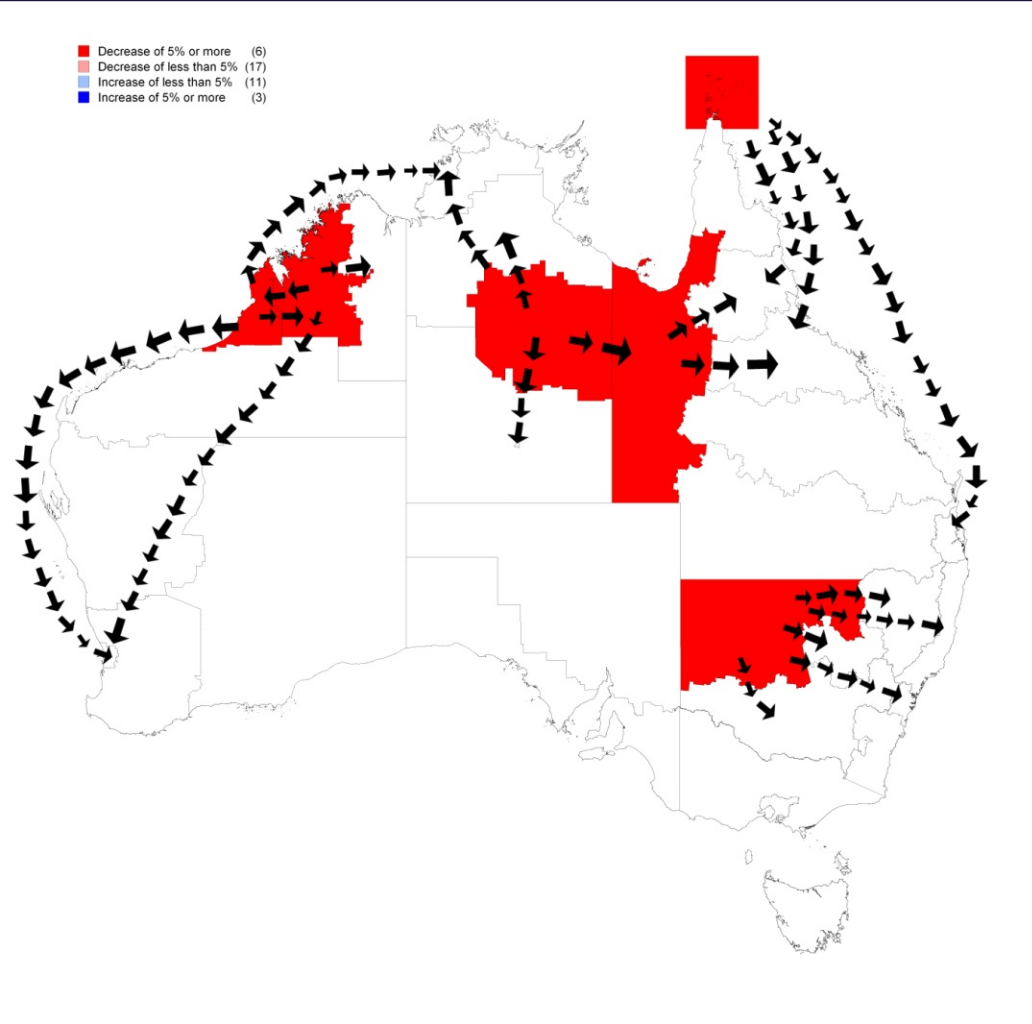 Decrease of 5% or more (6)
Decrease of less than 5% (17)
Increase of less than 5% (11)
Increase of 5% or more (3)